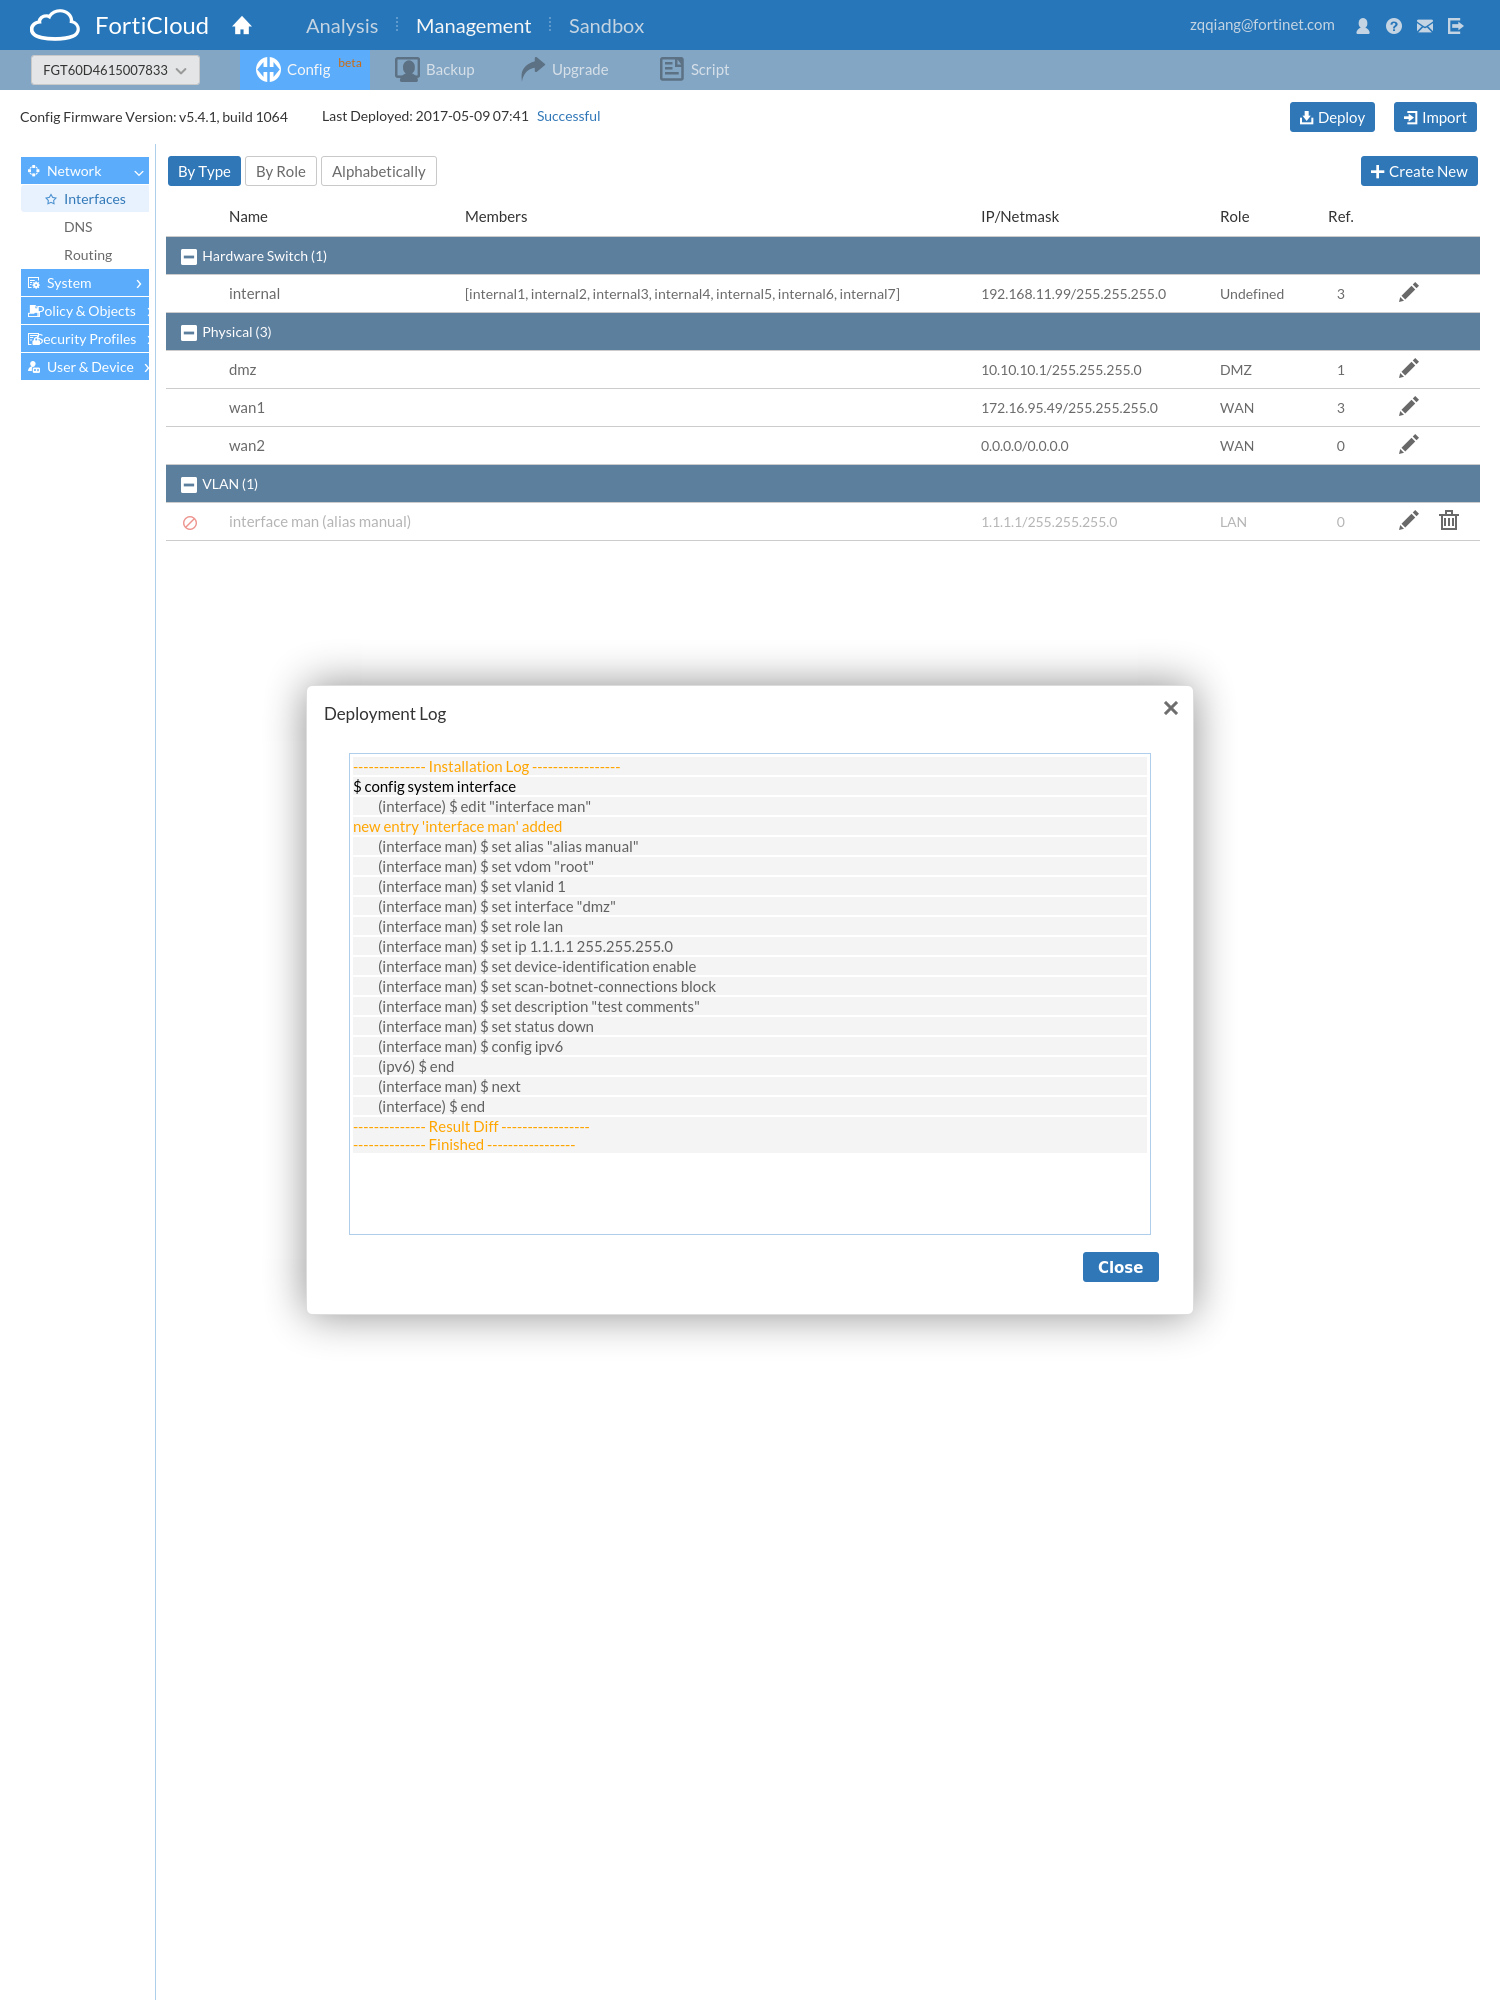 FortiCloud Analysis Management Sandbox zqqiang@fortinet.com
FGT60D4615007833 Config beta Backup Upgrade Script
Config Firmware Version: v5.4.1, build 1064 Last Deployed: 2017-05-09 07:41 Successful Deploy Import
Network
Interfaces
DNS
Routing
System
Policy & Objects
Security Profiles
User & Device
By Type By Role Alphabetically Create New
Name Members IP/Netmask Role Ref.
Hardware Switch (1)
internal [internal1, internal2, internal3, internal4, internal5, internal6, internal7] 192.168.11.99/255.255.255.0 Undefined 3
Physical (3)
dmz 10.10.10.1/255.255.255.0 DMZ 1
wan1 172.16.95.49/255.255.255.0 WAN 3
wan2 0.0.0.0/0.0.0.0 WAN 0
VLAN (1)
interface man (alias manual) 1.1.1.1/255.255.255.0 LAN 0
Deployment Log
-------------- Installation Log -----------------
$ config system interface
(interface) $ edit "interface man"
new entry 'interface man' added
(interface man) $ set alias "alias manual"
(interface man) $ set vdom "root"
(interface man) $ set vlanid 1
(interface man) $ set interface "dmz"
(interface man) $ set role lan
(interface man) $ set ip 1.1.1.1 255.255.255.0
(interface man) $ set device-identification enable
(interface man) $ set scan-botnet-connections block
(interface man) $ set description "test comments"
(interface man) $ set status down
(interface man) $ config ipv6
(ipv6) $ end
(interface man) $ next
(interface) $ end
-------------- Result Diff -----------------
-------------- Finished -----------------
Close